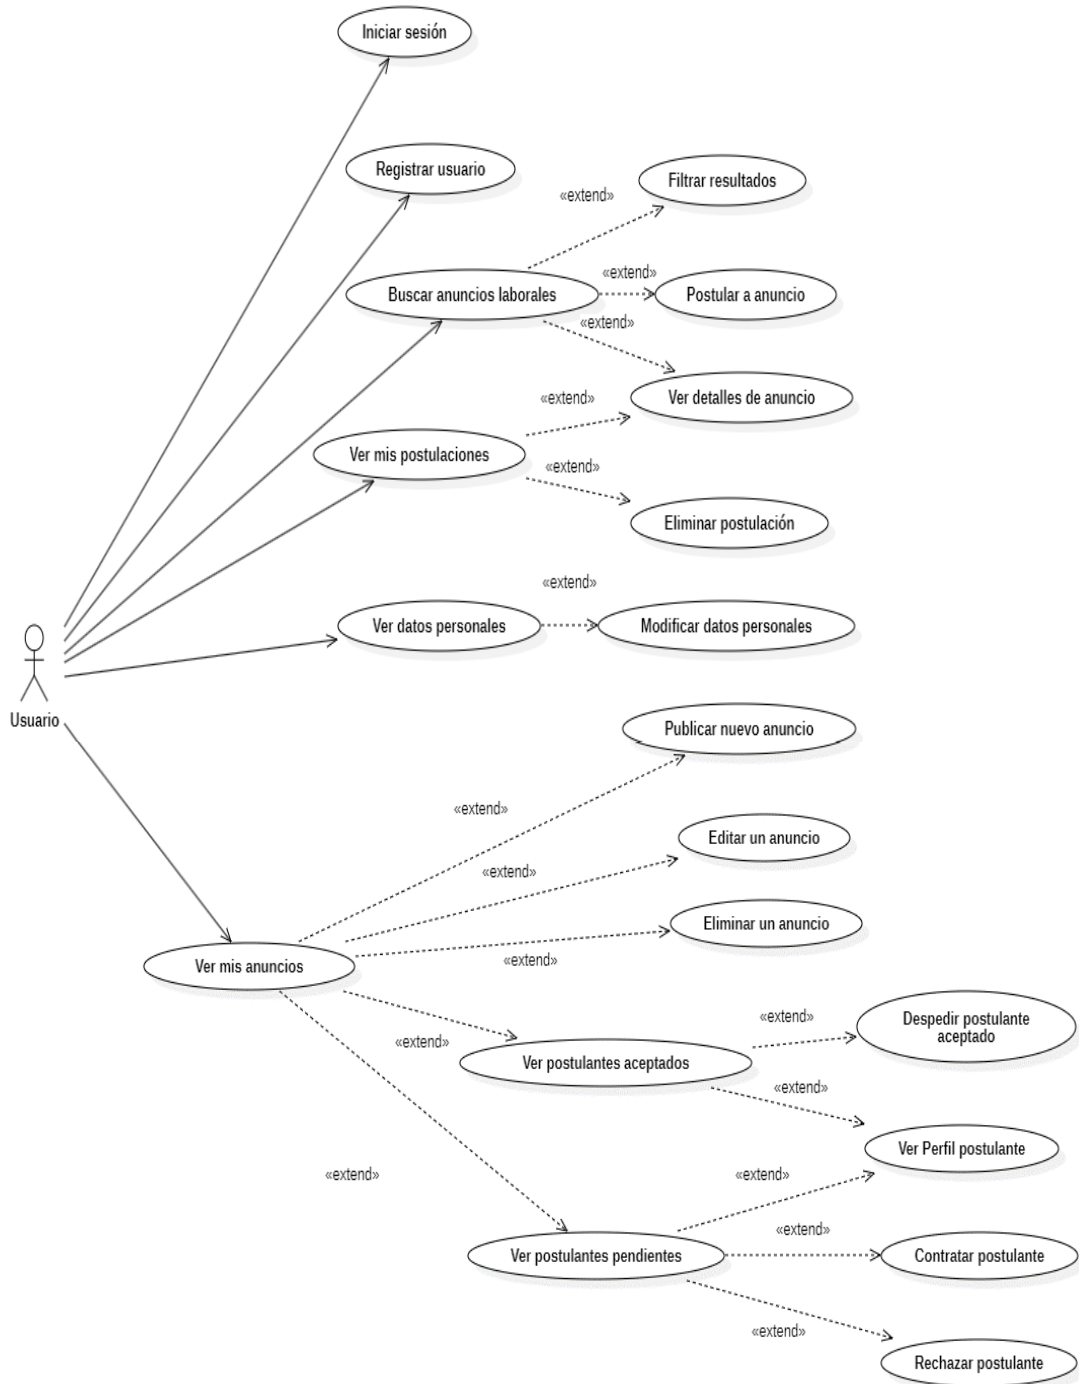 Iniciar sesión
Registrar usuario
«extend»
Filtrar resultados
Buscar anuncios laborales
«extend»
Postular a anuncio
«extend»
Ver detalles de anuncio
«extend»
Ver mis postulaciones
«extend»
Eliminar postulación
«extend»
Ver datos personales
Modificar datos personales
Usuario
Publicar nuevo anuncio
«extend»
Editar un anuncio
«extend»
Eliminar un anuncio
«extend»
Ver mis anuncios
«extend»
Ver postulantes aceptados
«extend»
Despedir postulante
aceptado
«extend»
Ver Perfil postulante
«extend»
«extend»
Ver postulantes pendientes
«extend»
Contratar postulante
«extend»
Rechazar postulante